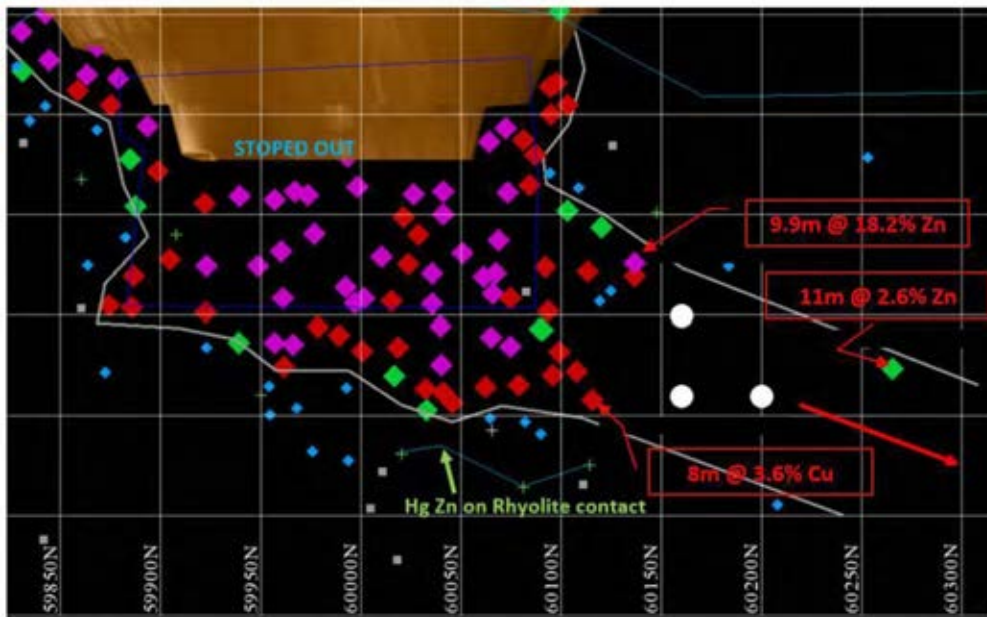 STOPED OUT
9.9m @ 18.2% Zn
11m @ 2.6% Zn
8m @ 3.6% Cu
Hg Zn on Rhyolite contact
59850N
59900N
59950N
60000N
60050N
60100N
60150N
60200N
60250N
60300N